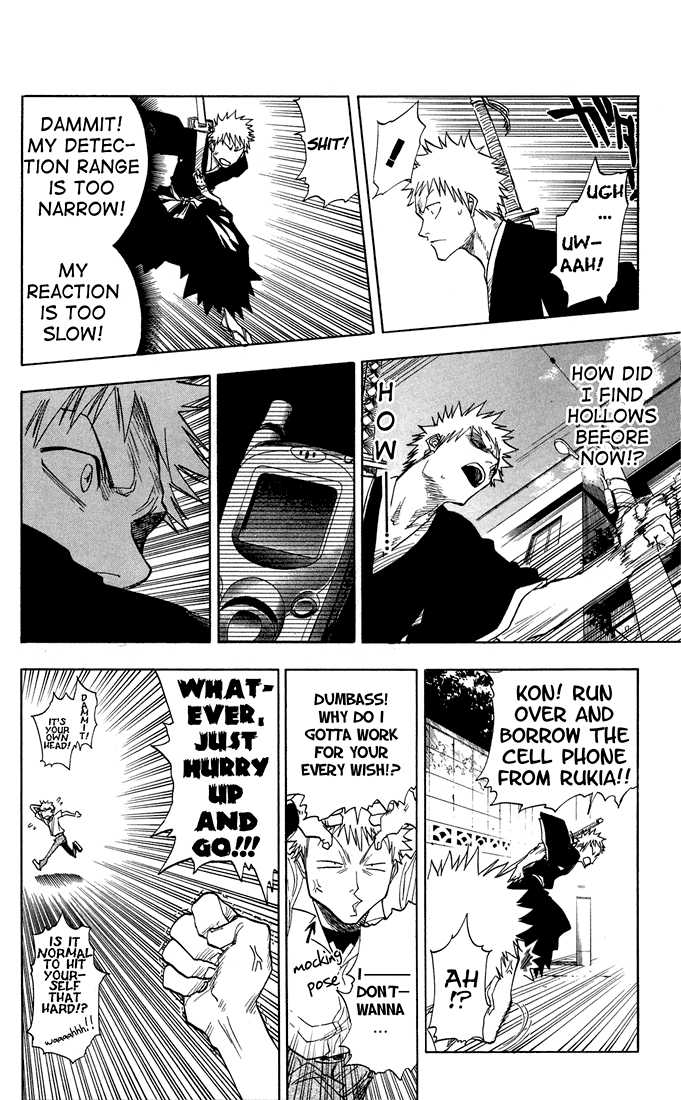 !
UGH
...
UW-
AAH!
SHIT!
DAMMIT!
MY DETEC-
TION RANGE
IS TOO
NARROW!
MY
REACTION
IS TOO
SLOW!
HOW DID
I FIND
HOLLOWS
BEFORE
NOW!?
HOW......
KON! RUN
OVER AND
BORROW THE
CELL PHONE
FROM RUKIA!!
AH
!?
DUMBASS!
WHY DO I
GOTTA WORK
FOR YOUR
EVERY WISH!?
mocking
pose
I——
DON'T—
WANNA
...
WHAT-
EVER,
JUST
HURRY
UP
AND
GO!!!
DAMMIT!
IT'S
YOUR
OWN
HEAD!
IS IT
NORMAL
TO HIT
YOUR-
SELF
THAT
HARD!?
waaaahhh!!